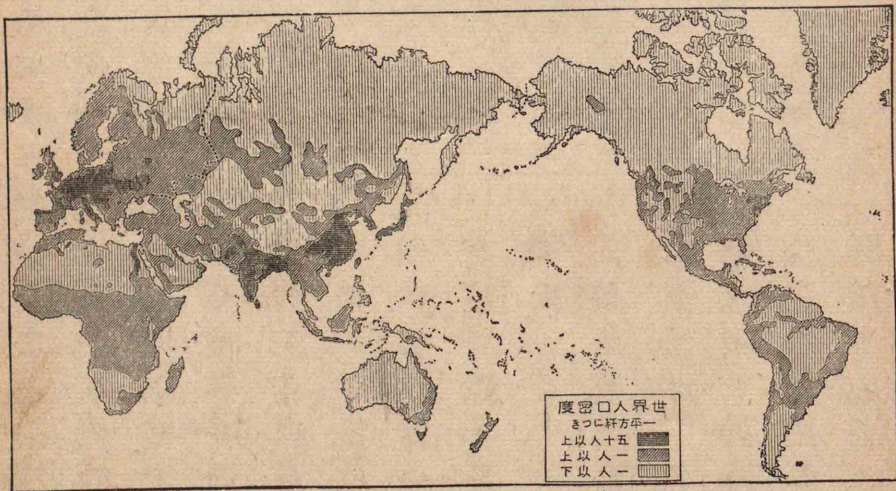 世界人口密度
一平方粁につき
五十人以上
一人以上
一人以下